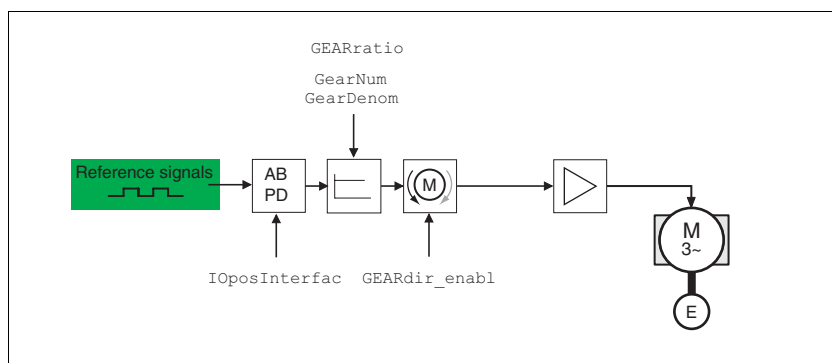 GEARratio
GearNum
GearDenom
Reference signals
AB
PD
M
M
3~
IOposInterfac
GEARdir_enabl
E